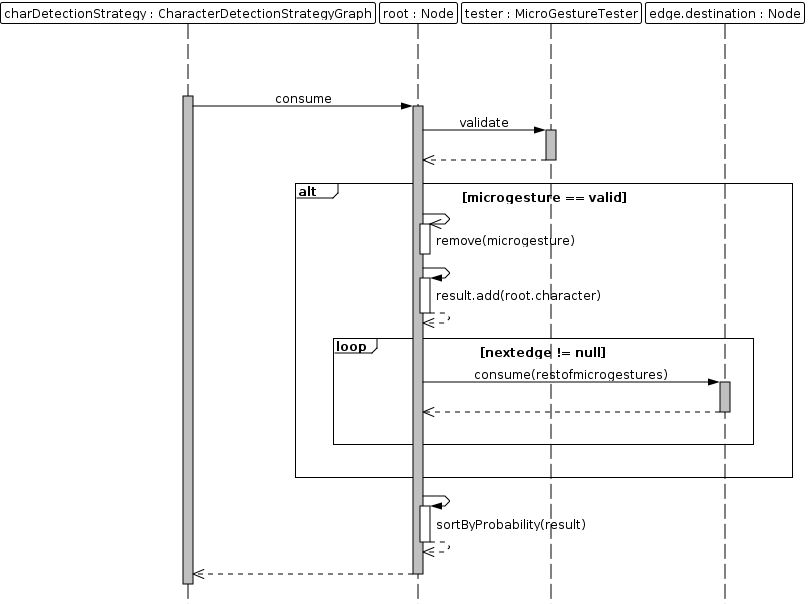 charDetectionStrategy : CharacterDetectionStrategyGraph
root : Node
tester : MicroGestureTester
edge.destination : Node
consume
validate
alt
[microgesture == valid]
remove(microgesture)
result.add(root.character)
loop
[nextedge != null]
consume(restofmicrogestures)
sortByProbability(result)